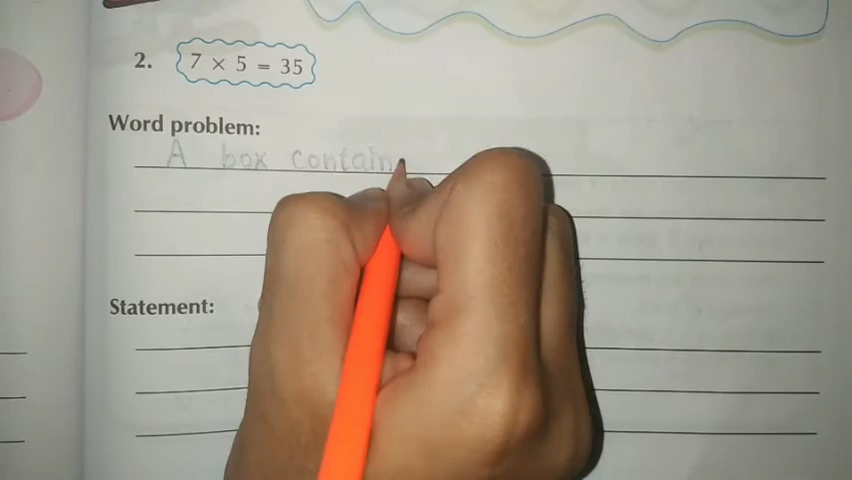 2. 7 × 5 = 35
Word problem:
A box contain
Statement: